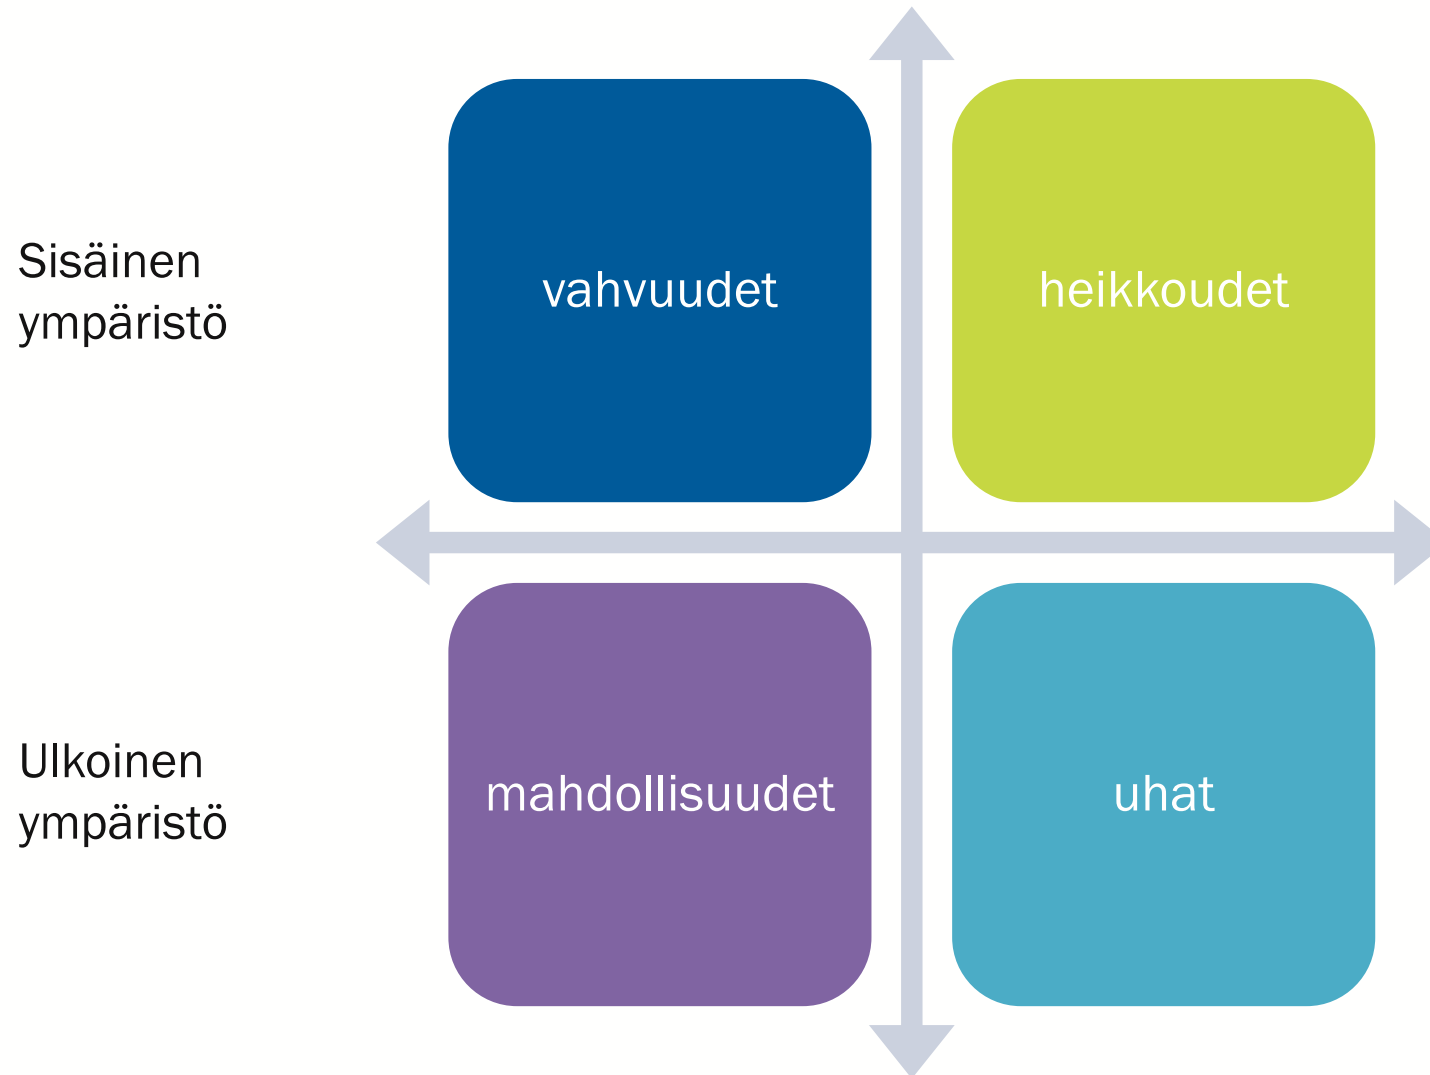 Sisäinen
ympäristö
vahvuudet
heikkoudet
Ulkoinen
ympäristö
mahdollisuudet
uhat